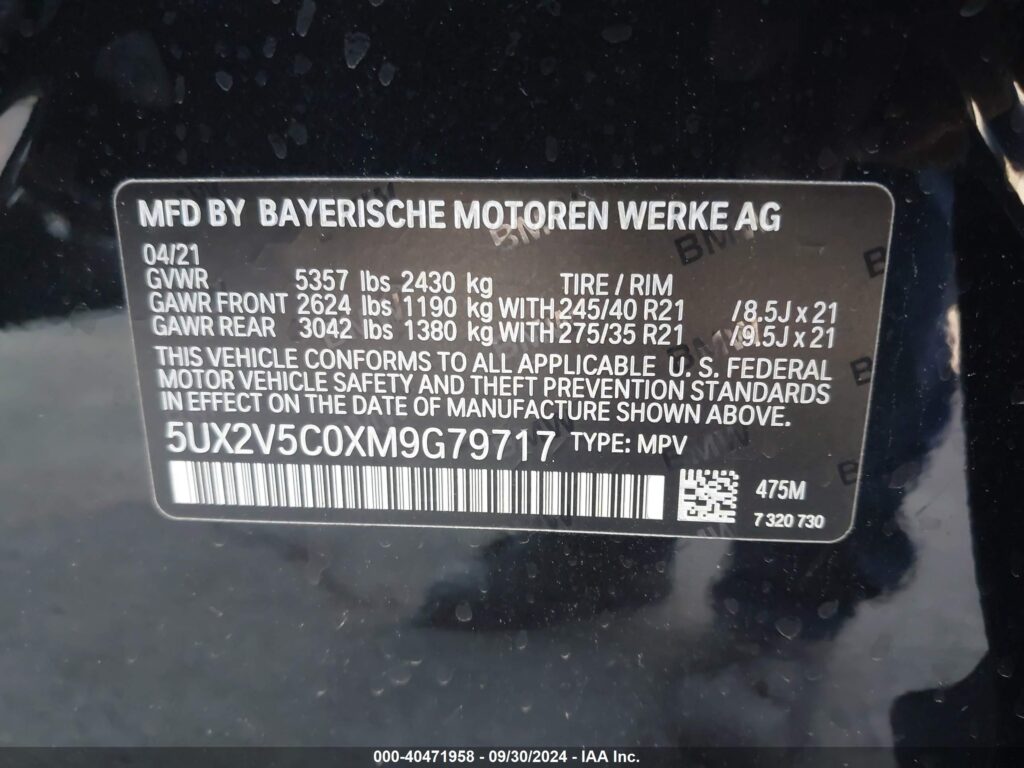 MFD BY BAYERISCHE MOTOREN WERKE AG
04/21
GVWR 5357 lbs 2430 kg TIRE / RIM
GAWR FRONT 2624 lbs 1190 kg WITH 245/40 R21 /8.5J x 21
GAWR REAR 3042 lbs 1380 kg WITH 275/35 R21 /9.5J x 21
THIS VEHICLE CONFORMS TO ALL APPLICABLE U. S. FEDERAL
MOTOR VEHICLE SAFETY AND THEFT PREVENTION STANDARDS
IN EFFECT ON THE DATE OF MANUFACTURE SHOWN ABOVE.
5UX2V5C0XM9G79717 TYPE: MPV
475M
7 320 730
000-40471958 - 09/30/2024 - IAA Inc.